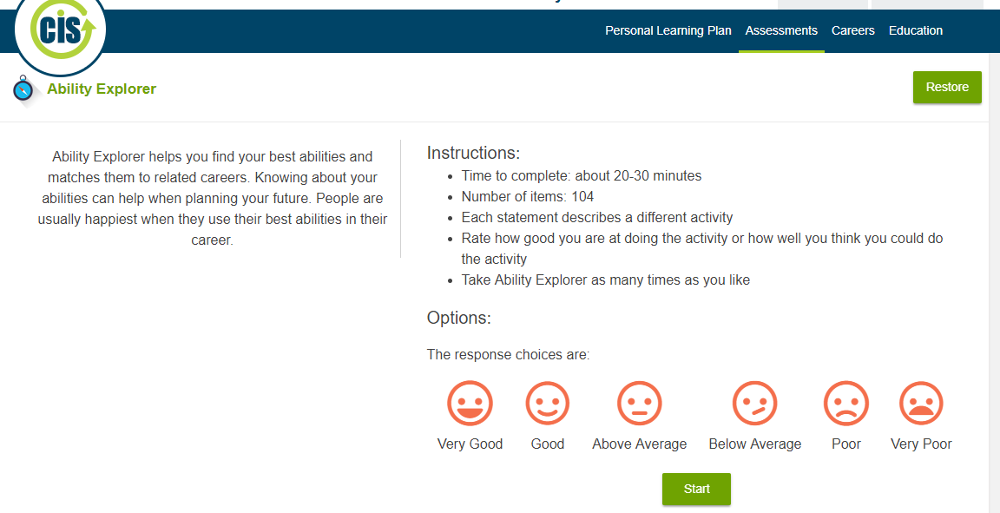 CIS
Personal Learning Plan Assessments Careers Education
Ability Explorer
Restore
Ability Explorer helps you find your best abilities and
matches them to related careers. Knowing about your
abilities can help when planning your future. People are
usually happiest when they use their best abilities in their
career.
Instructions:
Time to complete: about 20-30 minutes
Number of items: 104
Each statement describes a different activity
Rate how good you are at doing the activity or how well you think you could do
the activity
Take Ability Explorer as many times as you like
Options:
The response choices are:
Very Good Good Above Average Below Average Poor Very Poor
Start